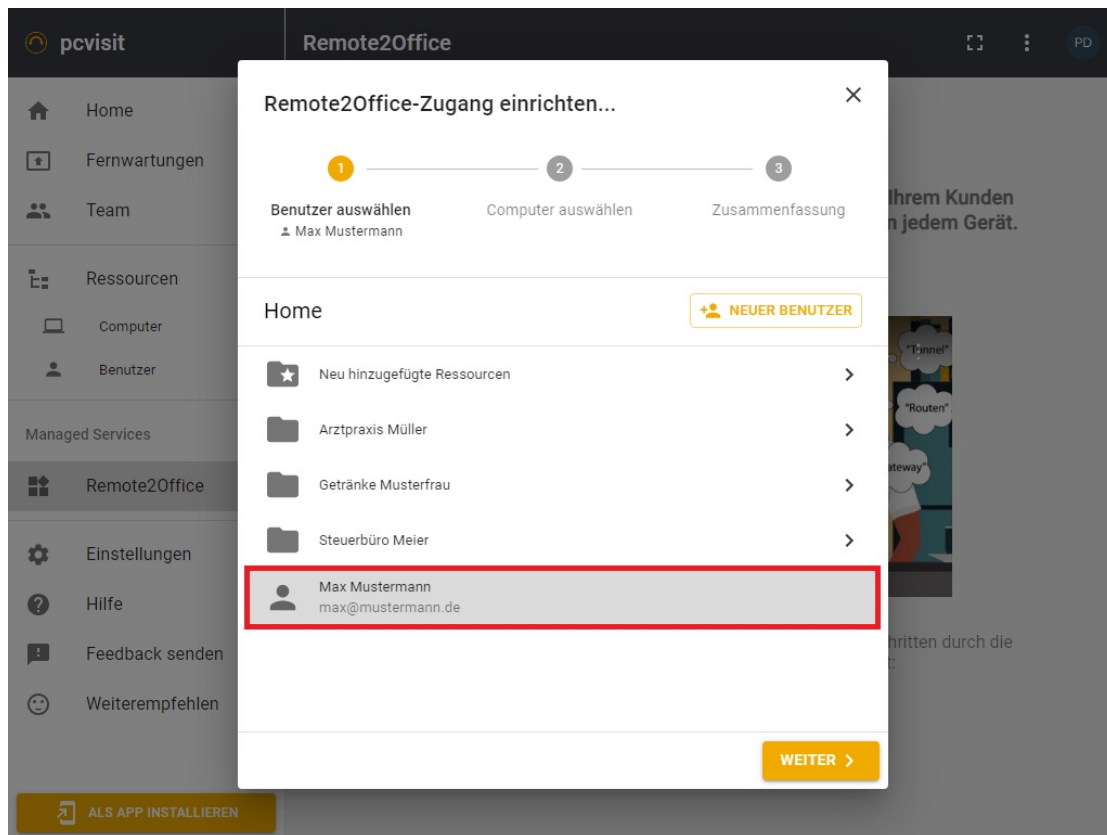 pcvisit
Remote2Office
PD
Home
Fernwartungen
Team
Ressourcen
Computer
Benutzer
Managed Services
Remote2Office
Einstellungen
Hilfe
Feedback senden
Weiterempfehlen
ALS APP INSTALLIEREN
Remote2Office-Zugang einrichten...
1
2
3
Benutzer auswählen
Computer auswählen
Zusammenfassung
Max Mustermann
Home
NEUER BENUTZER
Neu hinzugefügte Ressourcen
Arztpraxis Müller
Getränke Musterfrau
Steuerbüro Meier
Max Mustermann
max@mustermann.de
WEITER
Ihrem Kunden
n jedem Gerät.
"Tunnel"
"Routen"
ateway"
hritten durch die